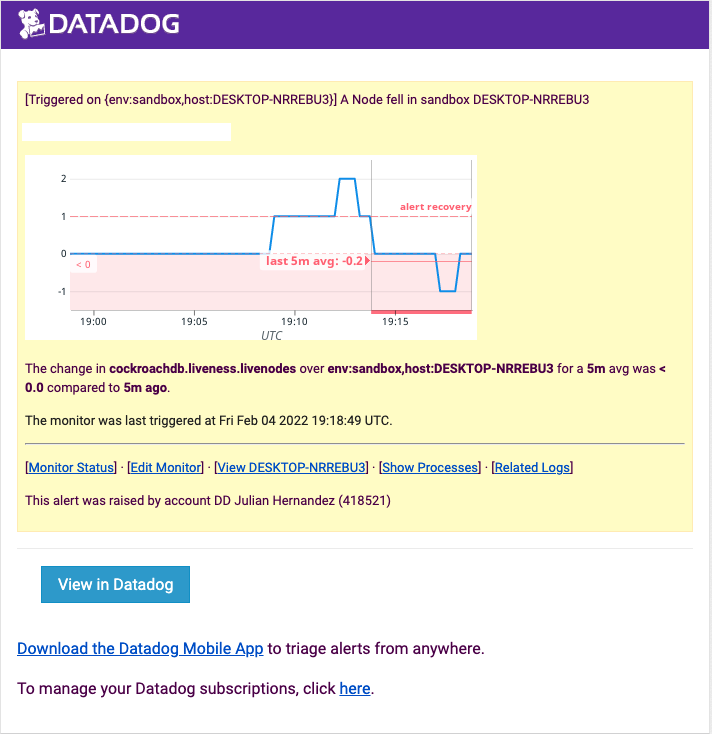 DATADOG
[Triggered on {env:sandbox,host:DESKTOP-NRREBU3}] A Node fell in sandbox DESKTOP-NRREBU3
2
alert recovery
1
0
last 5m avg: -0.2
< 0
-1
19:00 19:05 19:10 19:15
UTC
The change in cockroachdb.liveness.livenodes over env:sandbox,host:DESKTOP-NRREBU3 for a 5m avg was <
0.0 compared to 5m ago.
The monitor was last triggered at Fri Feb 04 2022 19:18:49 UTC.
[Monitor Status] · [Edit Monitor] · [View DESKTOP-NRREBU3] · [Show Processes] · [Related Logs]
This alert was raised by account DD Julian Hernandez (418521)
View in Datadog
Download the Datadog Mobile App to triage alerts from anywhere.
To manage your Datadog subscriptions, click here.